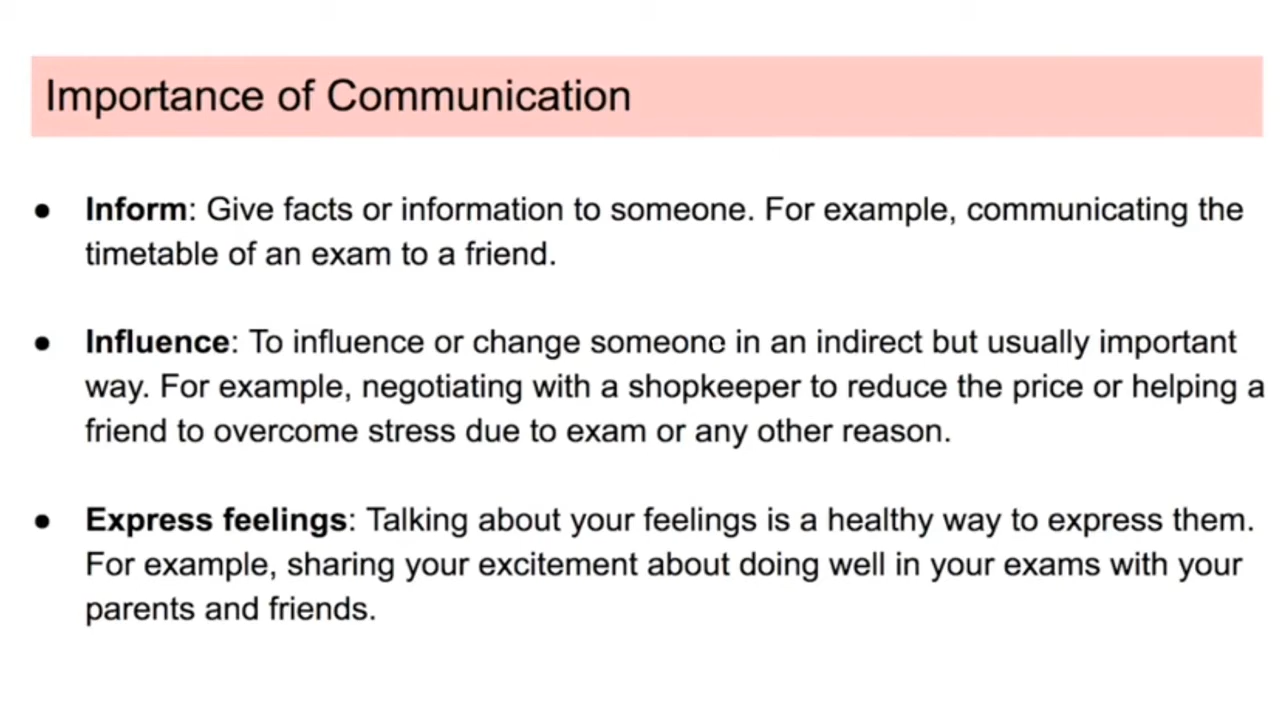 Importance of Communication
● Inform: Give facts or information to someone. For example, communicating the
timetable of an exam to a friend.
● Influence: To influence or change someone in an indirect but usually important
way. For example, negotiating with a shopkeeper to reduce the price or helping a
friend to overcome stress due to exam or any other reason.
● Express feelings: Talking about your feelings is a healthy way to express them.
For example, sharing your excitement about doing well in your exams with your
parents and friends.